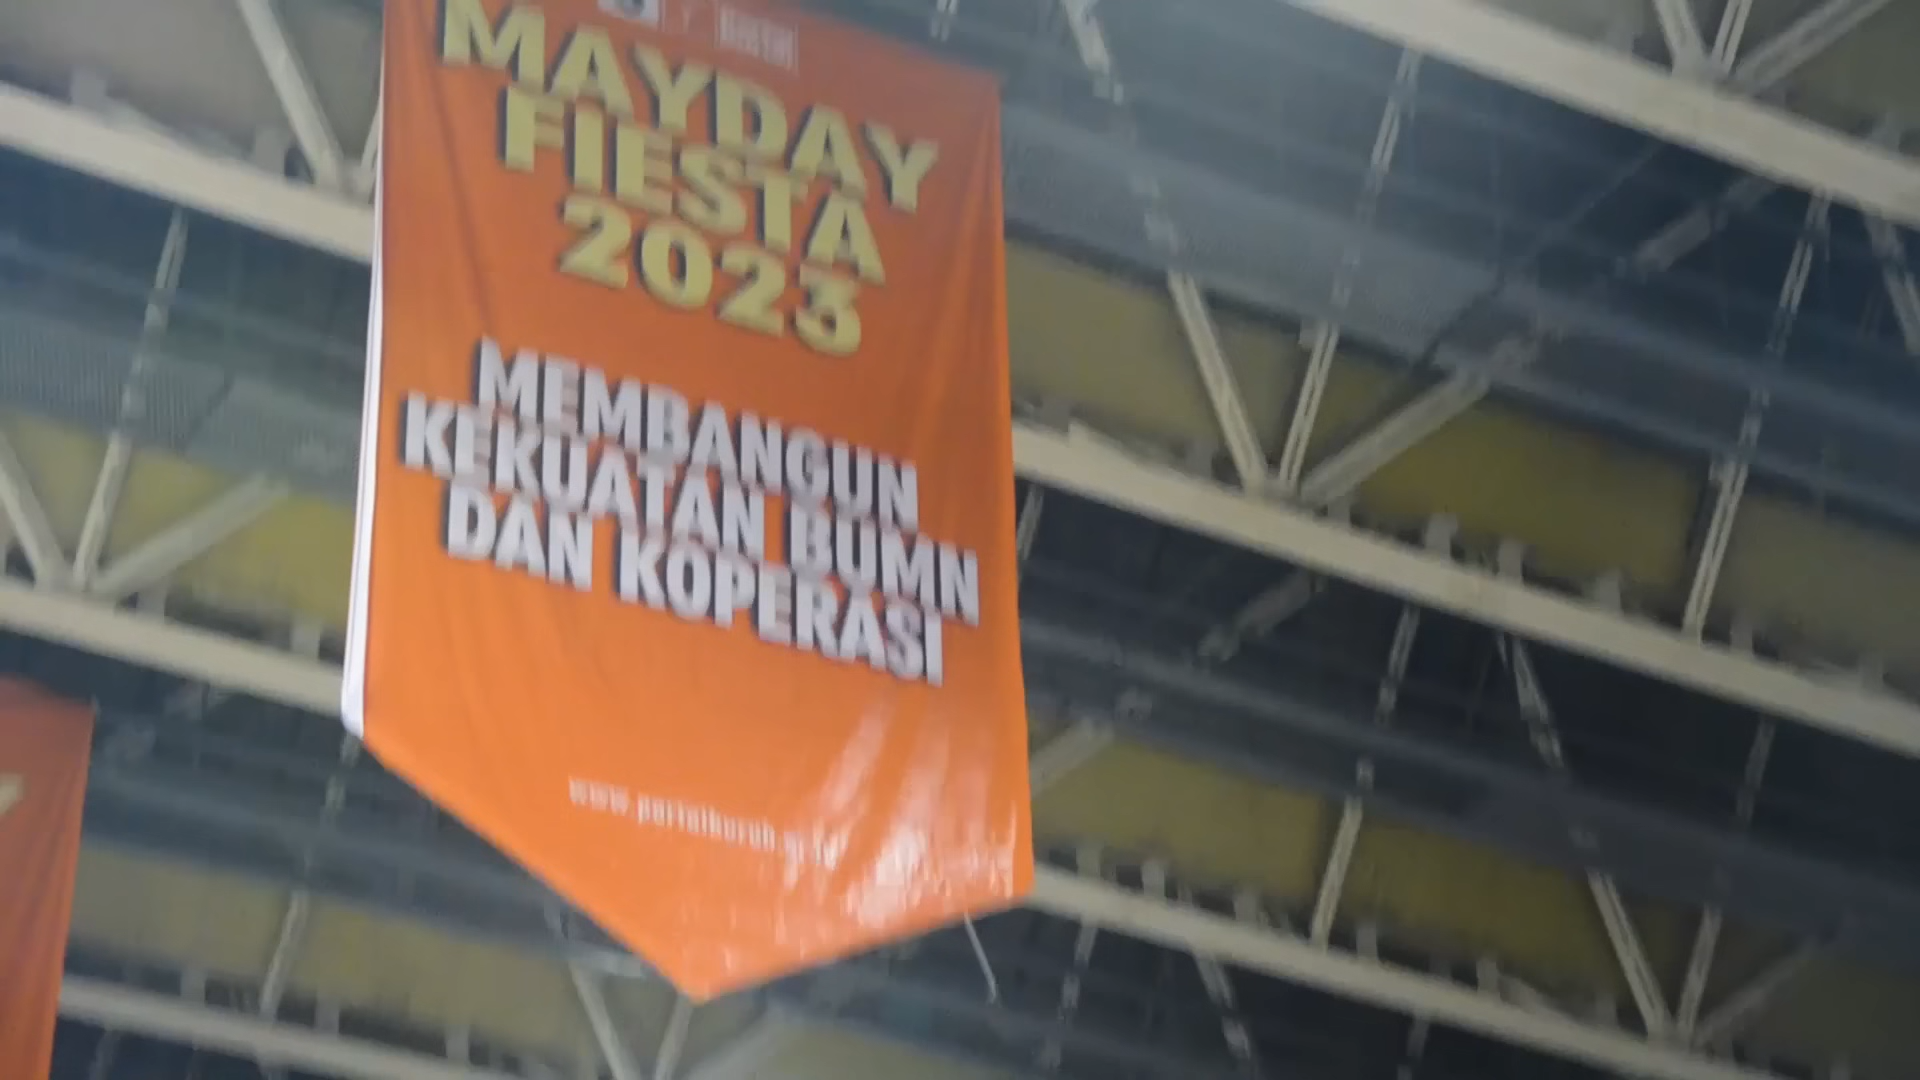 MAYDAY
FIESTA
2023
MEMBANGUN
KEKUATAN BUMN
DAN KOPERASI